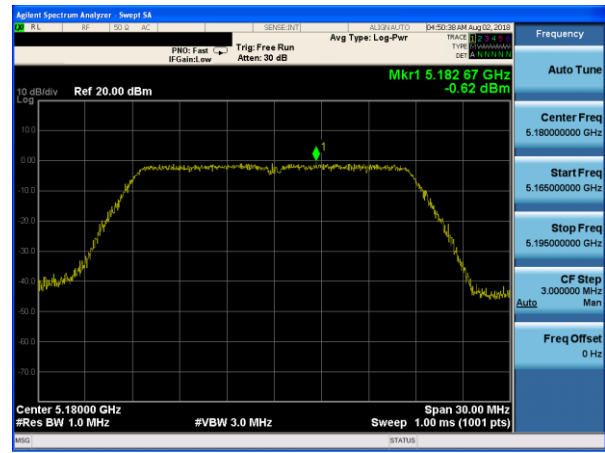 Agilent Spectrum Analyzer - Swept SA
RL RF 50 Ω AC SENSE:INT ALIGN AUTO 04:50:38 AM Aug 02, 2018
Avg Type: Log-Pwr TRACE 1 2 3 4 5 6
PNO: Fast Trig: Free Run TYPE
IFGain:Low Atten: 30 dB DET A N N N N N
Mkr1 5.182 67 GHz
-0.62 dBm
10 dB/div Ref 20.00 dBm
Log
10.0
0.00
1
-10.0
-20.0
-30.0
-40.0
-50.0
-60.0
-70.0
Center 5.18000 GHz Span 30.00 MHz
#Res BW 1.0 MHz #VBW 3.0 MHz Sweep 1.00 ms (1001 pts)
MSG STATUS
Frequency
Auto Tune
Center Freq
5.180000000 GHz
Start Freq
5.165000000 GHz
Stop Freq
5.195000000 GHz
CF Step
3.000000 MHz
Auto Man
Freq Offset
0 Hz